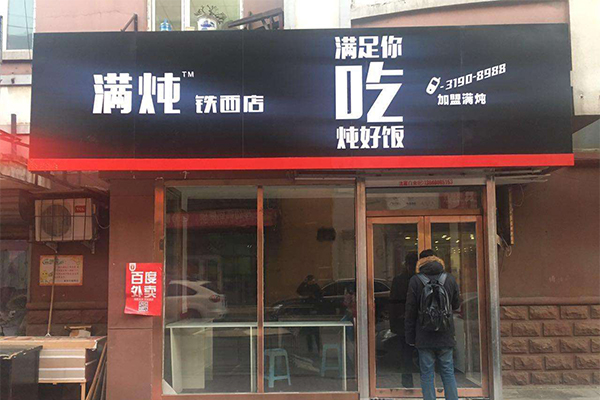 满炖™ 铁西店
满足你
吃
炖好饭
-3190-8988
加盟满炖
百度
外卖